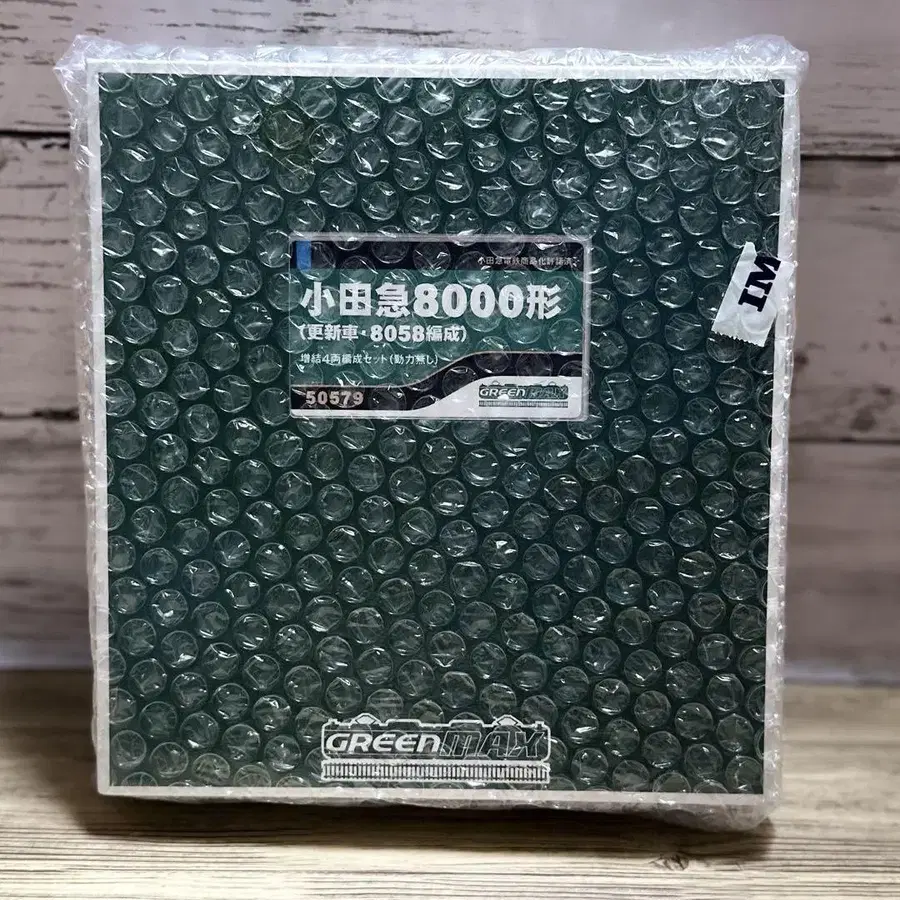 小田急電鉄商品化許諾済
小田急8000形
(更新車・8058編成)
増結4両編成セット(動力無し)
50579
GREENMAX
IM
GREENMAX